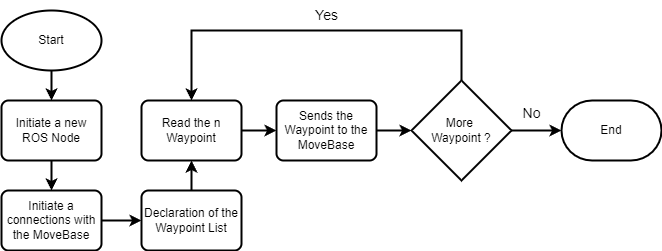 Start
Initiate a new
ROS Node
Initiate a
connections with
the MoveBase
Declaration of the
Waypoint List
Read the n
Waypoint
Sends the
Waypoint to the
MoveBase
More
Waypoint ?
Yes
No
End